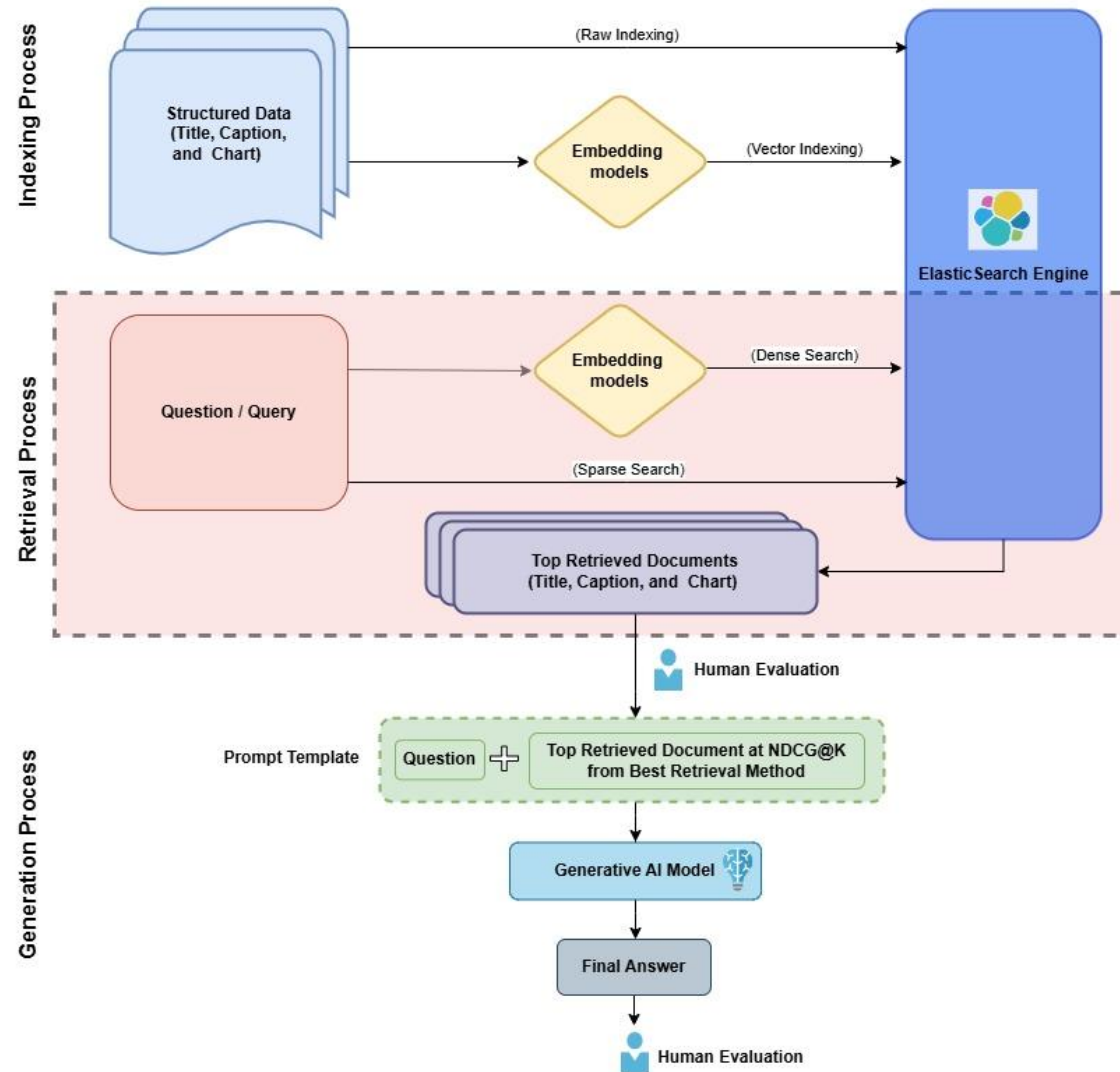 Indexing Process
Structured Data
(Title, Caption,
and Chart)
(Raw Indexing)
Embedding
models
(Vector Indexing)
ElasticSearch Engine
Retrieval Process
Question / Query
Embedding
models
(Dense Search)
(Sparse Search)
Top Retrieved Documents
(Title, Caption, and Chart)
Human Evaluation
Generation Process
Prompt Template
Question
Top Retrieved Document at NDCG@K
from Best Retrieval Method
Generative AI Model
Final Answer
Human Evaluation